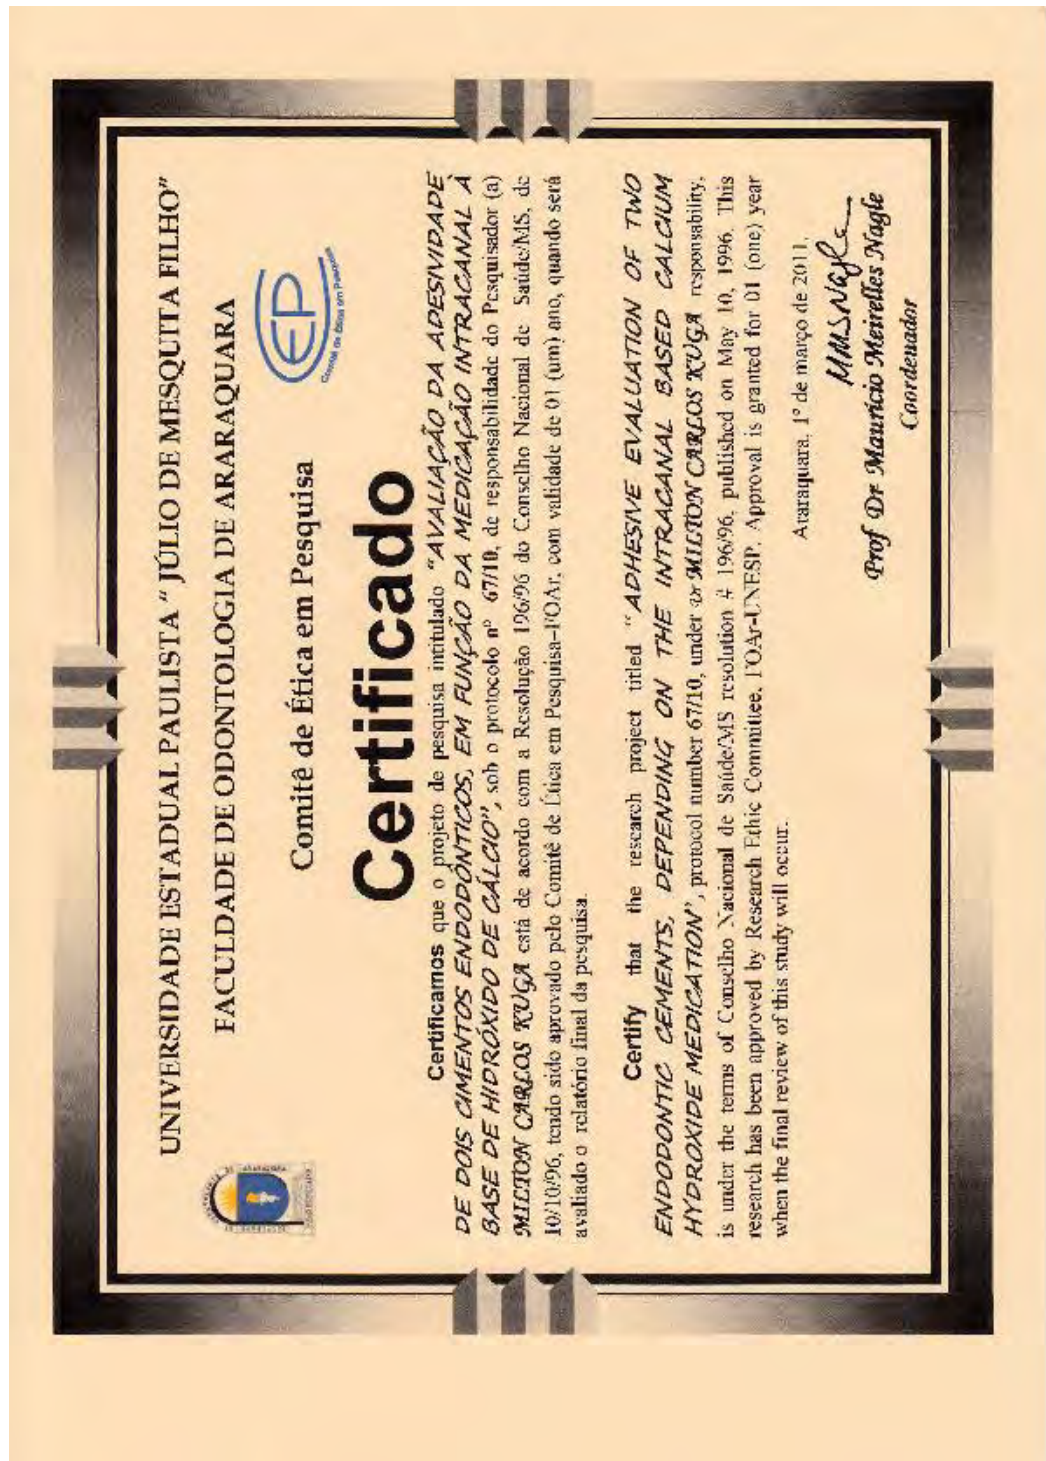 UNIVERSIDADE ESTADUAL PAULISTA " JÚLIO DE MESQUITA FILHO"
FACULDADE DE ODONTOLOGIA DE ARARAQUARA
Comitê de Ética em Pesquisa
CEP
Comitê de Ética em Pesquisa
Certificado
Certificamos que o projeto de pesquisa intitulado "AVALIAÇÃO DA ADESIVIDADE
DE DOIS CIMENTOS ENDODÔNTICOS, EM FUNÇÃO DA MEDICAÇÃO INTRACANAL À
BASE DE HIDRÓXIDO DE CÁLCIO", sob o protocolo nº 67/10, de responsabilidade do Pesquisador (a)
MILTON CARLOS KUGA está de acordo com a Resolução 196/96 do Conselho Nacional de Saúde/MS, de
10/10/96, tendo sido aprovado pelo Comitê de Ética em Pesquisa-FOAr, com validade de 01 (um) ano, quando será
avaliado o relatório final da pesquisa.
Certify that the research project titled "ADHESIVE EVALUATION OF TWO
ENDODONTIC CEMENTS, DEPENDING ON THE INTRACANAL BASED CALCIUM
HYDROXIDE MEDICATION", protocol number 67/10, under Dr MILTON CARLOS KUGA responsability,
is under the terms of Conselho Nacional de Saúde/MS resolution # 196/96, published on May 10, 1996. This
research has been approved by Research Ethic Committee, FOAr-UNESP. Approval is granted for 01 (one) year
when the final review of this study will occur.
Araraquara, 1º de março de 2011.
MMSNagle
Prof Dr Mauricio Meirelles Nagle
Coordenador